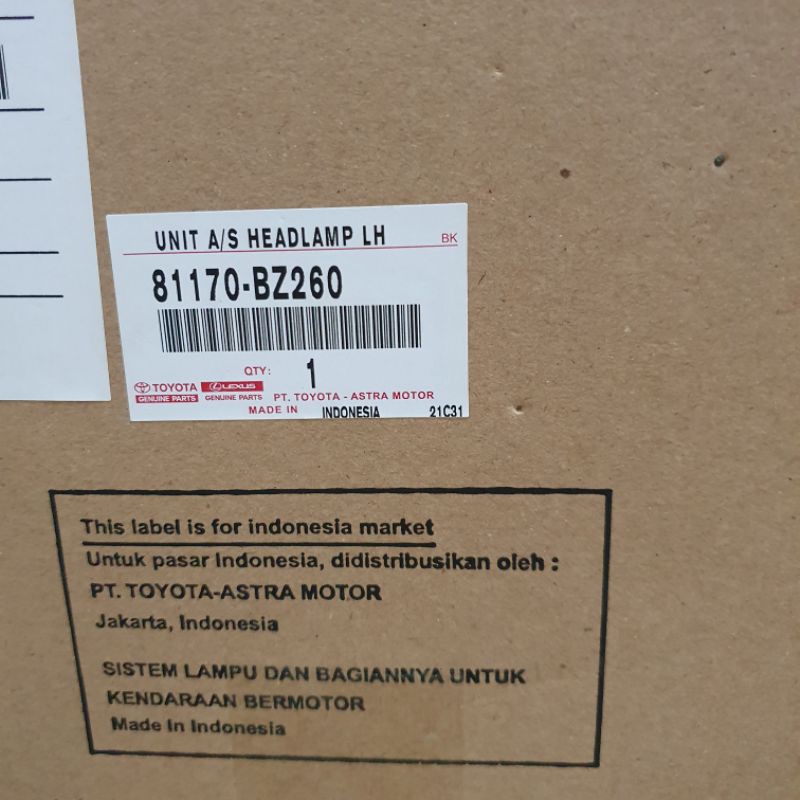 UNIT A/S HEADLAMP LH
BK
81170-BZ260
QTY: 1
TOYOTA LEXUS
GENUINE PARTS GENUINE PARTS PT. TOYOTA - ASTRA MOTOR
MADE IN INDONESIA 21C31
This label is for indonesia market
Untuk pasar Indonesia, didistribusikan oleh :
PT. TOYOTA-ASTRA MOTOR
Jakarta, Indonesia
SISTEM LAMPU DAN BAGIANNYA UNTUK
KENDARAAN BERMOTOR
Made In Indonesia